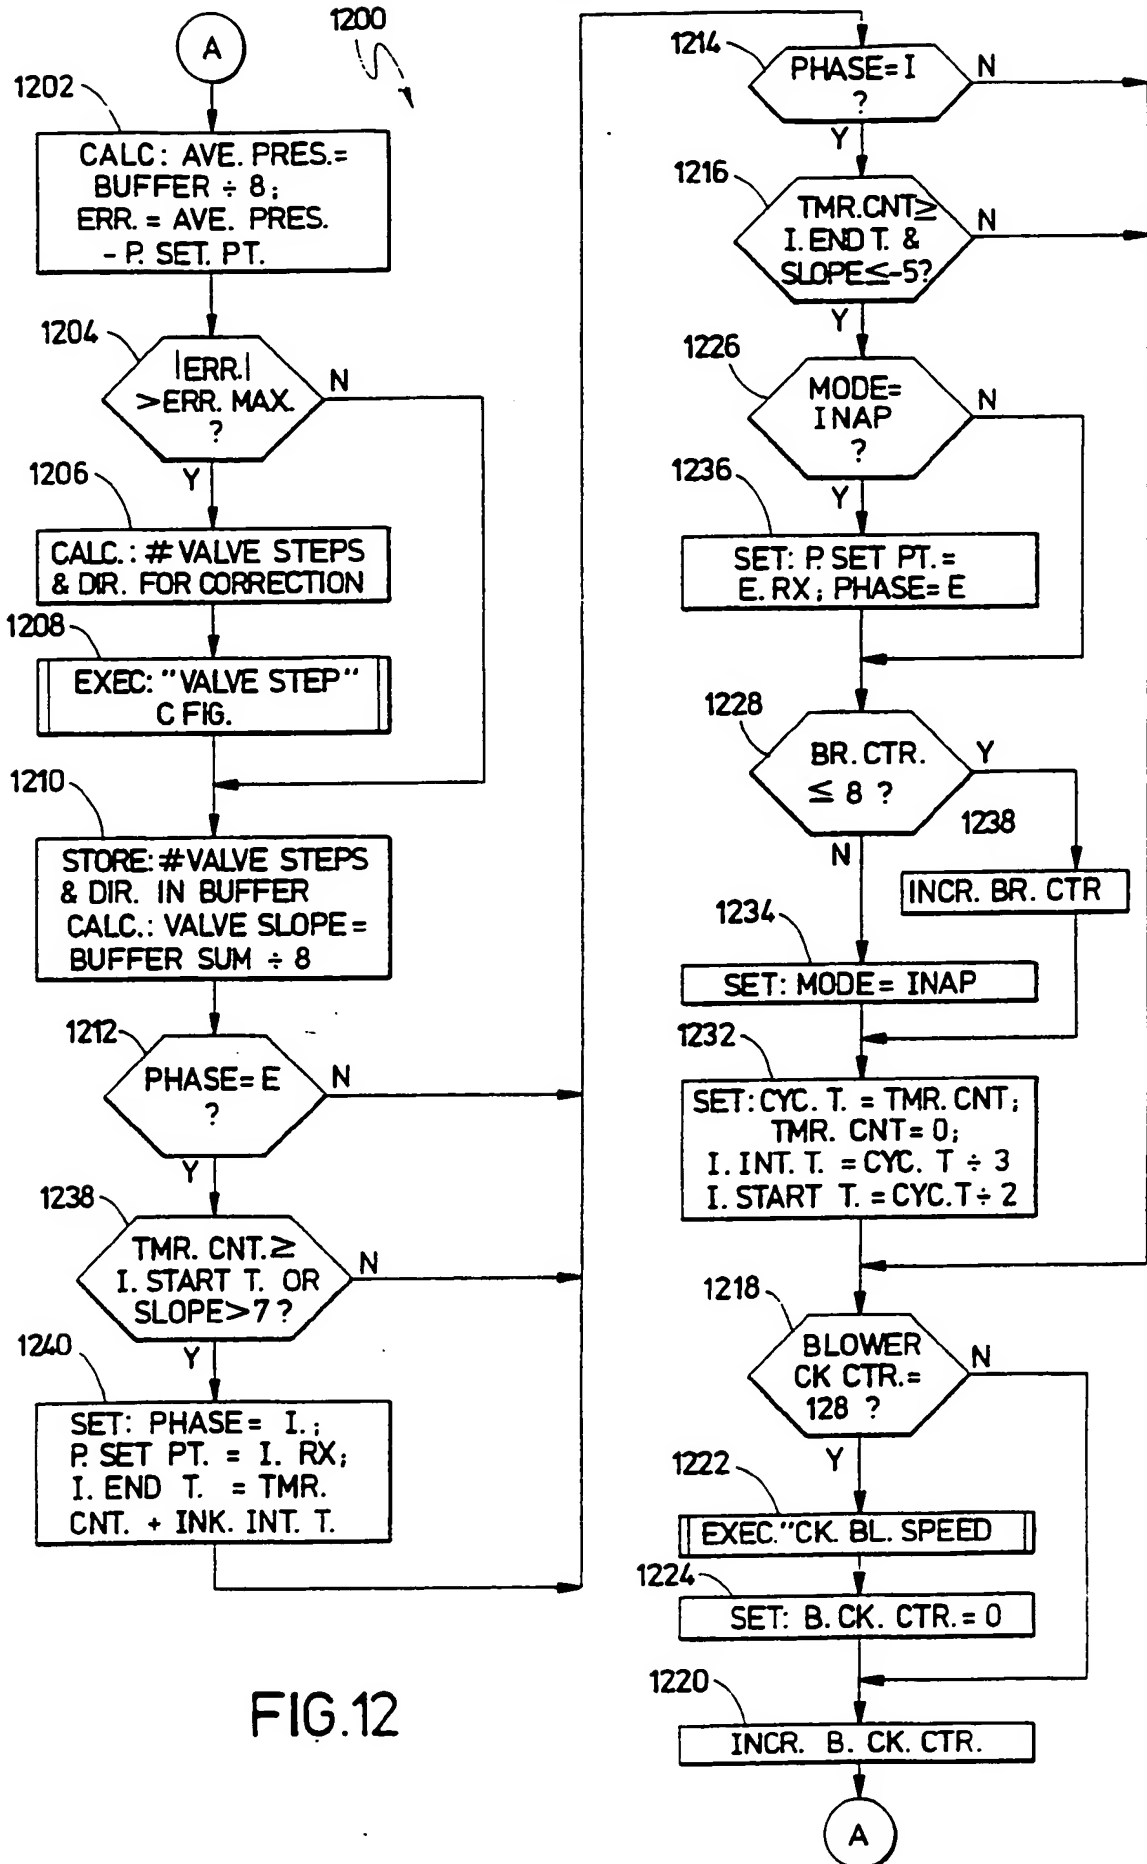 A
1200
1202
CALC: AVE. PRES.=
BUFFER ÷ 8;
ERR. = AVE. PRES.
- P. SET. PT.
1204
|ERR.|
>ERR. MAX.
?
N
Y
1206
CALC.: # VALVE STEPS
& DIR. FOR CORRECTION
1208
EXEC: "VALVE STEP"
C FIG.
1210
STORE: #VALVE STEPS
& DIR. IN BUFFER
CALC.: VALVE SLOPE=
BUFFER SUM ÷ 8
1212
PHASE= E
?
N
Y
1238
TMR. CNT.≥
I. START T. OR
SLOPE>7 ?
N
Y
1240
SET: PHASE= I.;
P. SET PT. = I. RX;
I. END T. = TMR.
CNT. + INK. INT. T.
1214
PHASE= I
?
N
Y
1216
TMR.CNT≥
I. END T. &
SLOPE≤-5?
N
Y
1226
MODE=
INAP
?
N
Y
1236
SET: P. SET PT.=
E. RX; PHASE= E
1228
BR. CTR.
≤ 8 ?
Y
N
1238
INCR. BR. CTR
1234
SET: MODE= INAP
1232
SET:CYC. T. = TMR. CNT;
TMR. CNT= 0;
I. INT. T. = CYC. T ÷ 3
I. START T. = CYC.T÷ 2
1218
BLOWER
CK CTR.=
128 ?
N
Y
1222
EXEC."CK. BL. SPEED
1224
SET: B. CK. CTR.= 0
1220
INCR. B. CK. CTR.
A
FIG.12